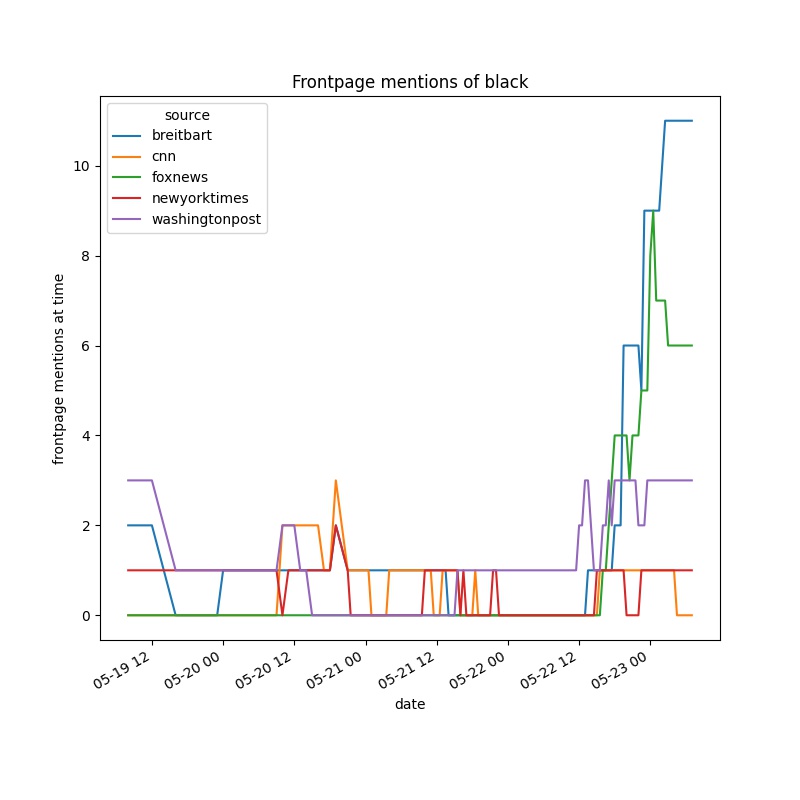 Frontpage mentions of black
source
breitbart
cnn
foxnews
newyorktimes
washingtonpost
frontpage mentions at time
10
8
6
4
2
0
05-19 12
05-20 00
05-20 12
05-21 00
05-21 12
05-22 00
05-22 12
05-23 00
date